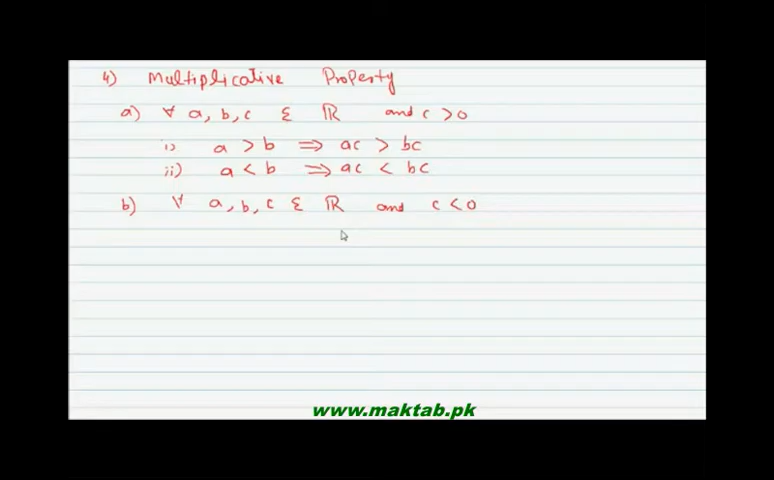 4) Multiplicative Property
a) ∀ a, b, c ∈ ℝ and c > 0
i) a > b ⟹ ac > bc
ii) a < b ⟹ ac < bc
b) ∀ a, b, c ∈ ℝ and c < 0
www.maktab.pk